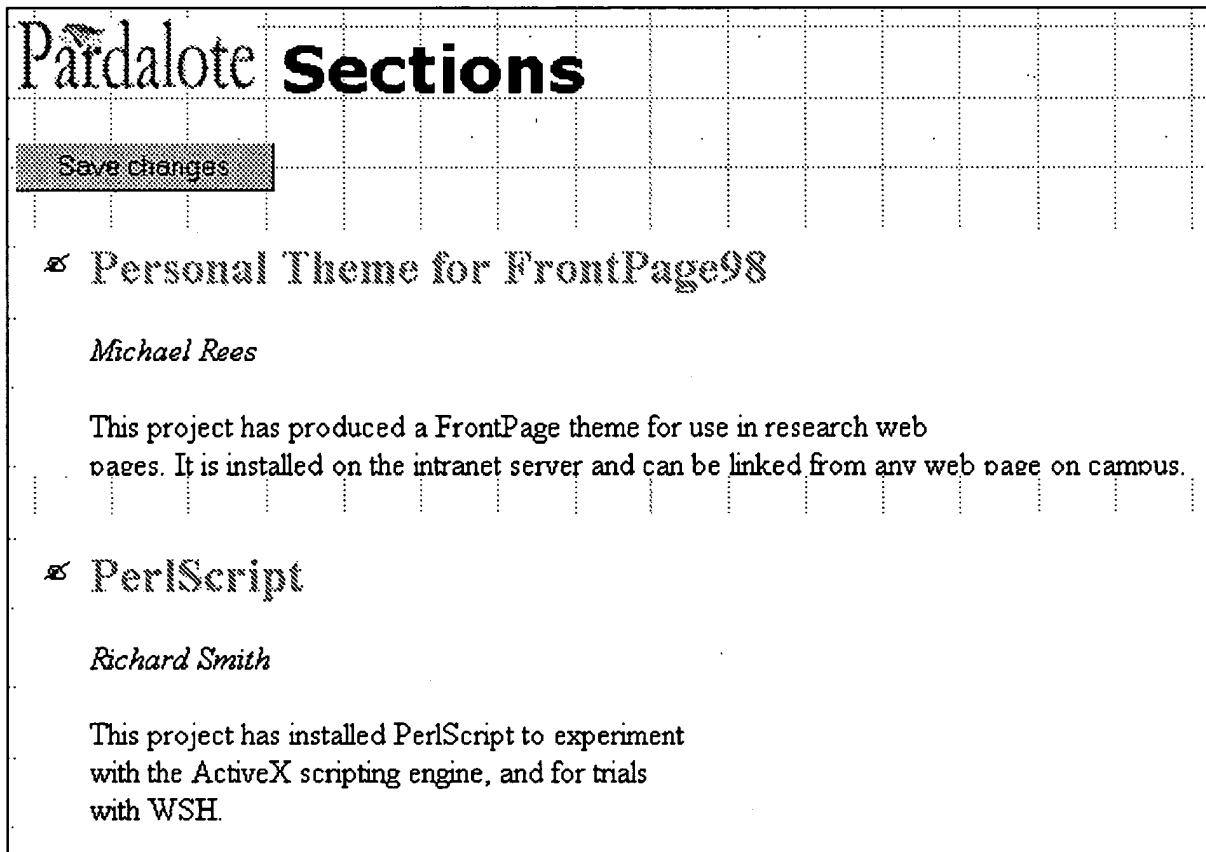 Pardalote Sections
Save changes
Personal Theme for FrontPage98
Michael Rees
This project has produced a FrontPage theme for use in research web
pages. It is installed on the intranet server and can be linked from any web page on campus.
PerlScript
Richard Smith
This project has installed PerlScript to experiment
with the ActiveX scripting engine, and for trials
with WSH.